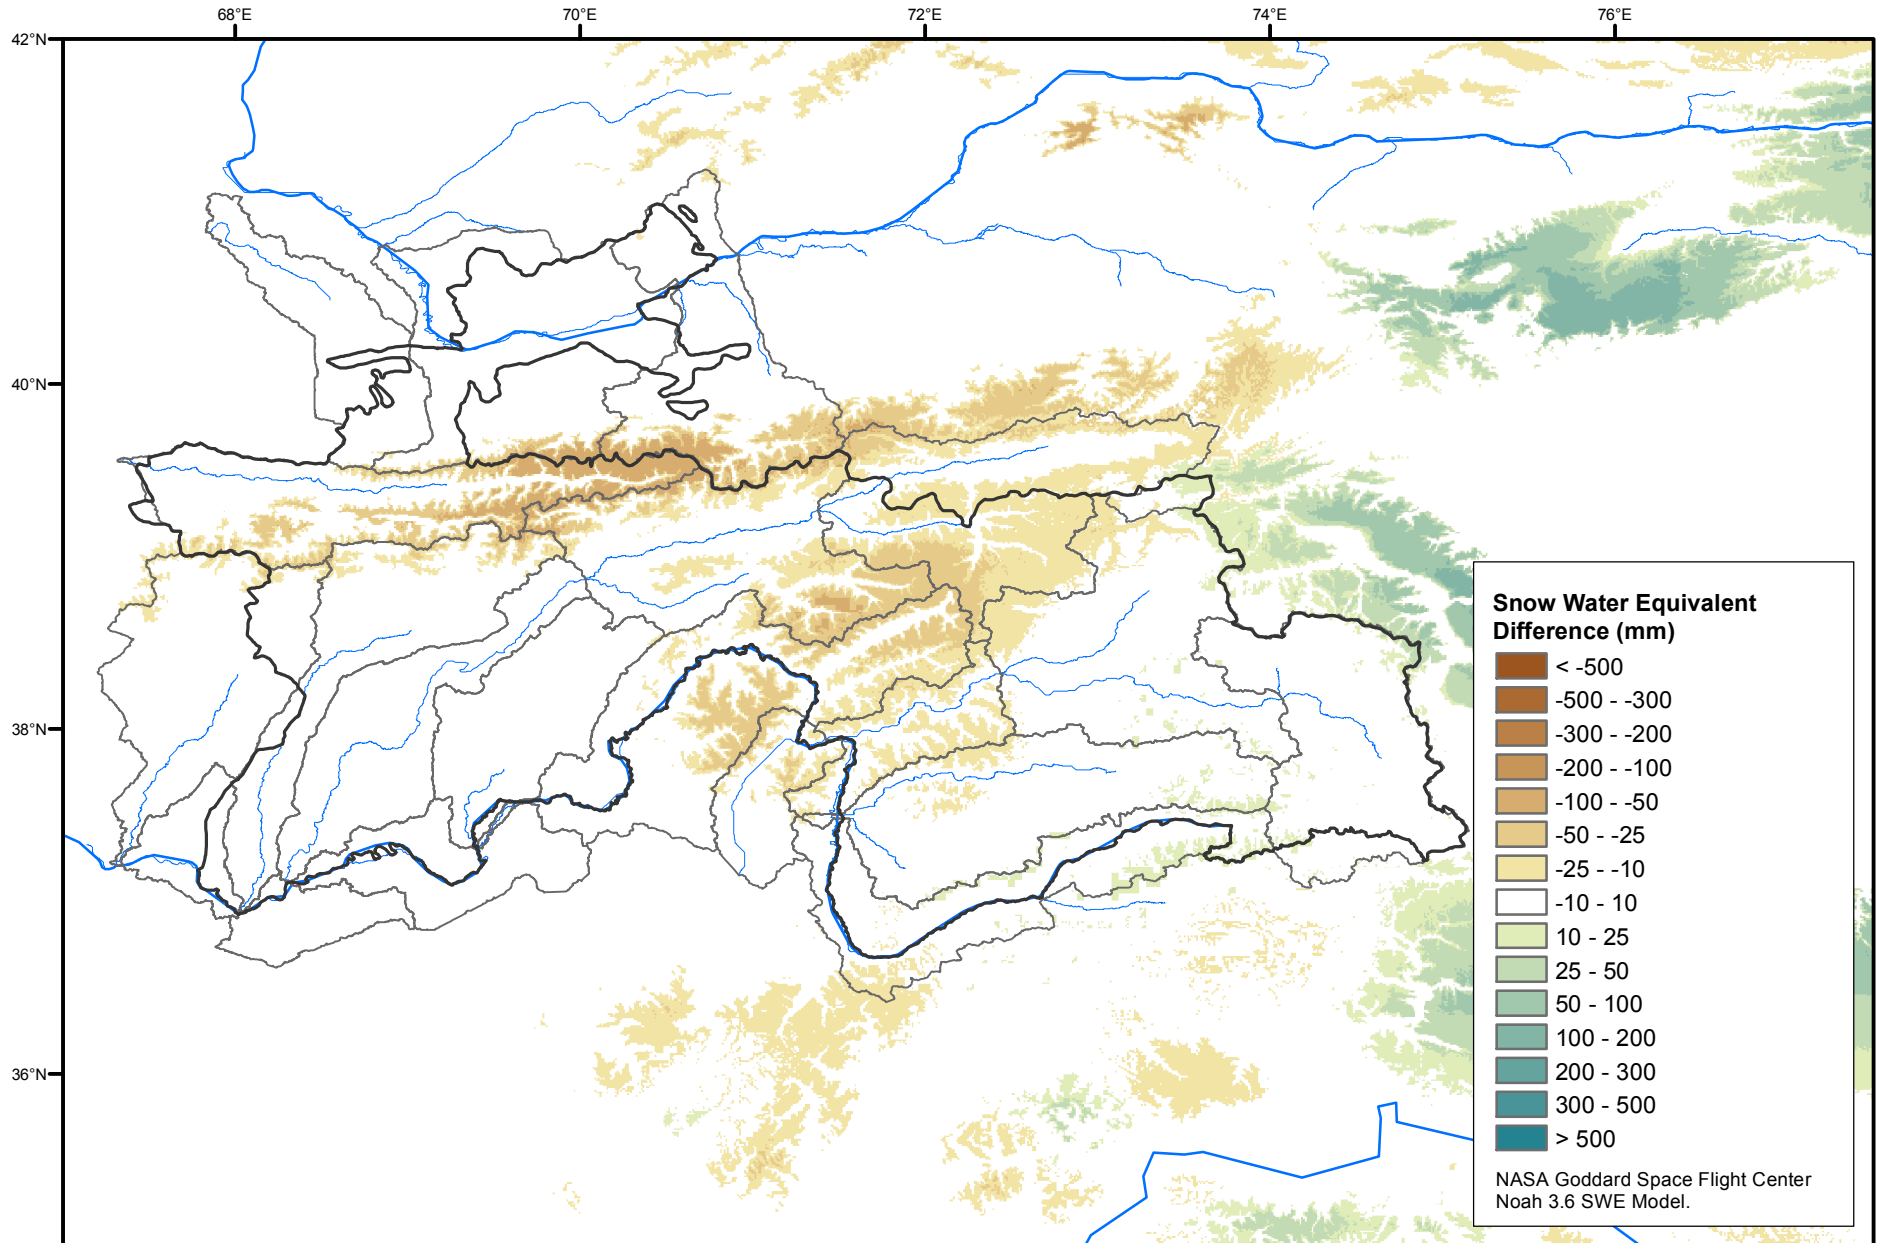 68°E
70°E
72°E
74°E
76°E
42°N
40°N
38°N
36°N
Snow Water Equivalent
Difference (mm)
< -500
-500 - -300
-300 - -200
-200 - -100
-100 - -50
-50 - -25
-25 - -10
-10 - 10
10 - 25
25 - 50
50 - 100
100 - 200
200 - 300
300 - 500
> 500
NASA Goddard Space Flight Center
Noah 3.6 SWE Model.